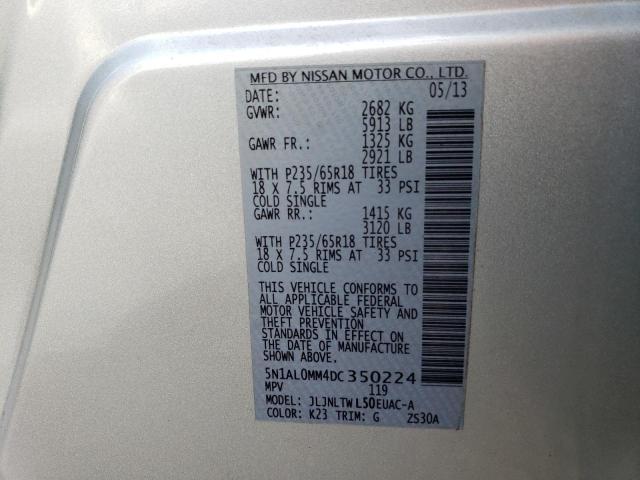 MFD BY NISSAN MOTOR CO., LTD.
DATE: 05/13
GVWR: 2682 KG
5913 LB
GAWR FR.: 1325 KG
2921 LB
WITH P235/65R18 TIRES
18 X 7.5 RIMS AT 33 PSI
COLD SINGLE
GAWR RR.: 1415 KG
3120 LB
WITH P235/65R18 TIRES
18 X 7.5 RIMS AT 33 PSI
COLD SINGLE
THIS VEHICLE CONFORMS TO
ALL APPLICABLE FEDERAL
MOTOR VEHICLE SAFETY AND
THEFT PREVENTION
STANDARDS IN EFFECT ON
THE DATE OF MANUFACTURE
SHOWN ABOVE.
5N1AL0MM4DC350224
MPV 119
MODEL: JLJNLTWL50EUAC-A
COLOR: K23 TRIM: G ZS30A